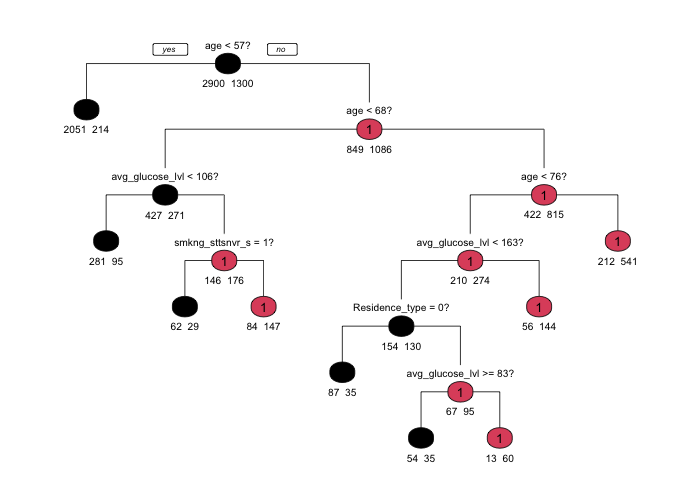 age < 57?
yes
no
2900 1300
age < 68?
2051 214
1
849 1086
avg_glucose_lvl < 106?
age < 76?
1
427 271
422 815
smkng_sttsnvr_s = 1?
avg_glucose_lvl < 163?
1
1
1
281 95
146 176
210 274
212 541
Residence_type = 0?
1
1
62 29
84 147
154 130
56 144
avg_glucose_lvl >= 83?
87 35
1
67 95
1
54 35
13 60